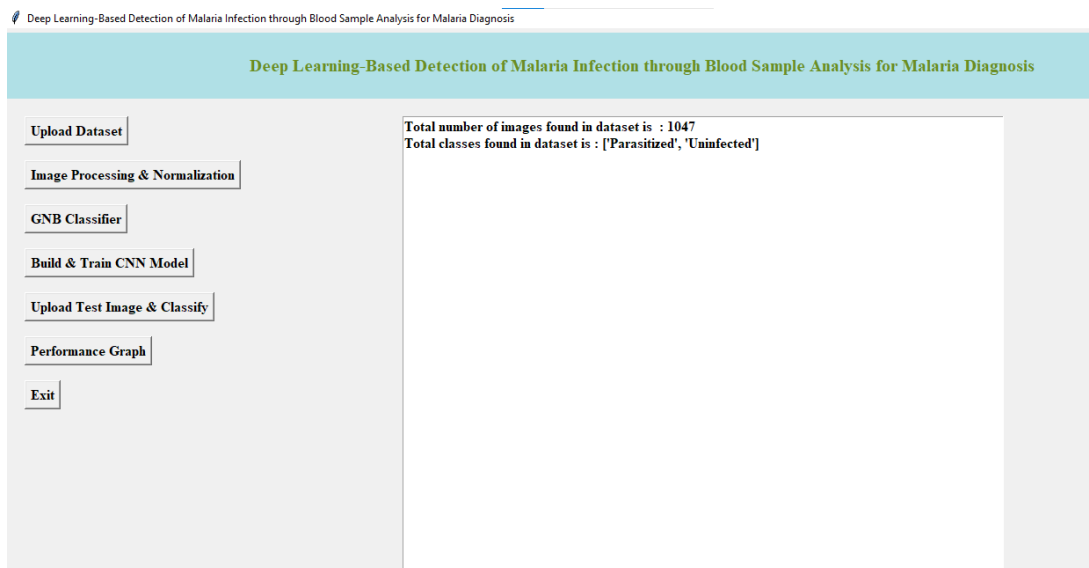 Deep Learning-Based Detection of Malaria Infection through Blood Sample Analysis for Malaria Diagnosis
Deep Learning-Based Detection of Malaria Infection through Blood Sample Analysis for Malaria Diagnosis
Upload Dataset
Image Processing & Normalization
GNB Classifier
Build & Train CNN Model
Upload Test Image & Classify
Performance Graph
Exit
Total number of images found in dataset is  : 1047
Total classes found in dataset is : ['Parasitized', 'Uninfected']